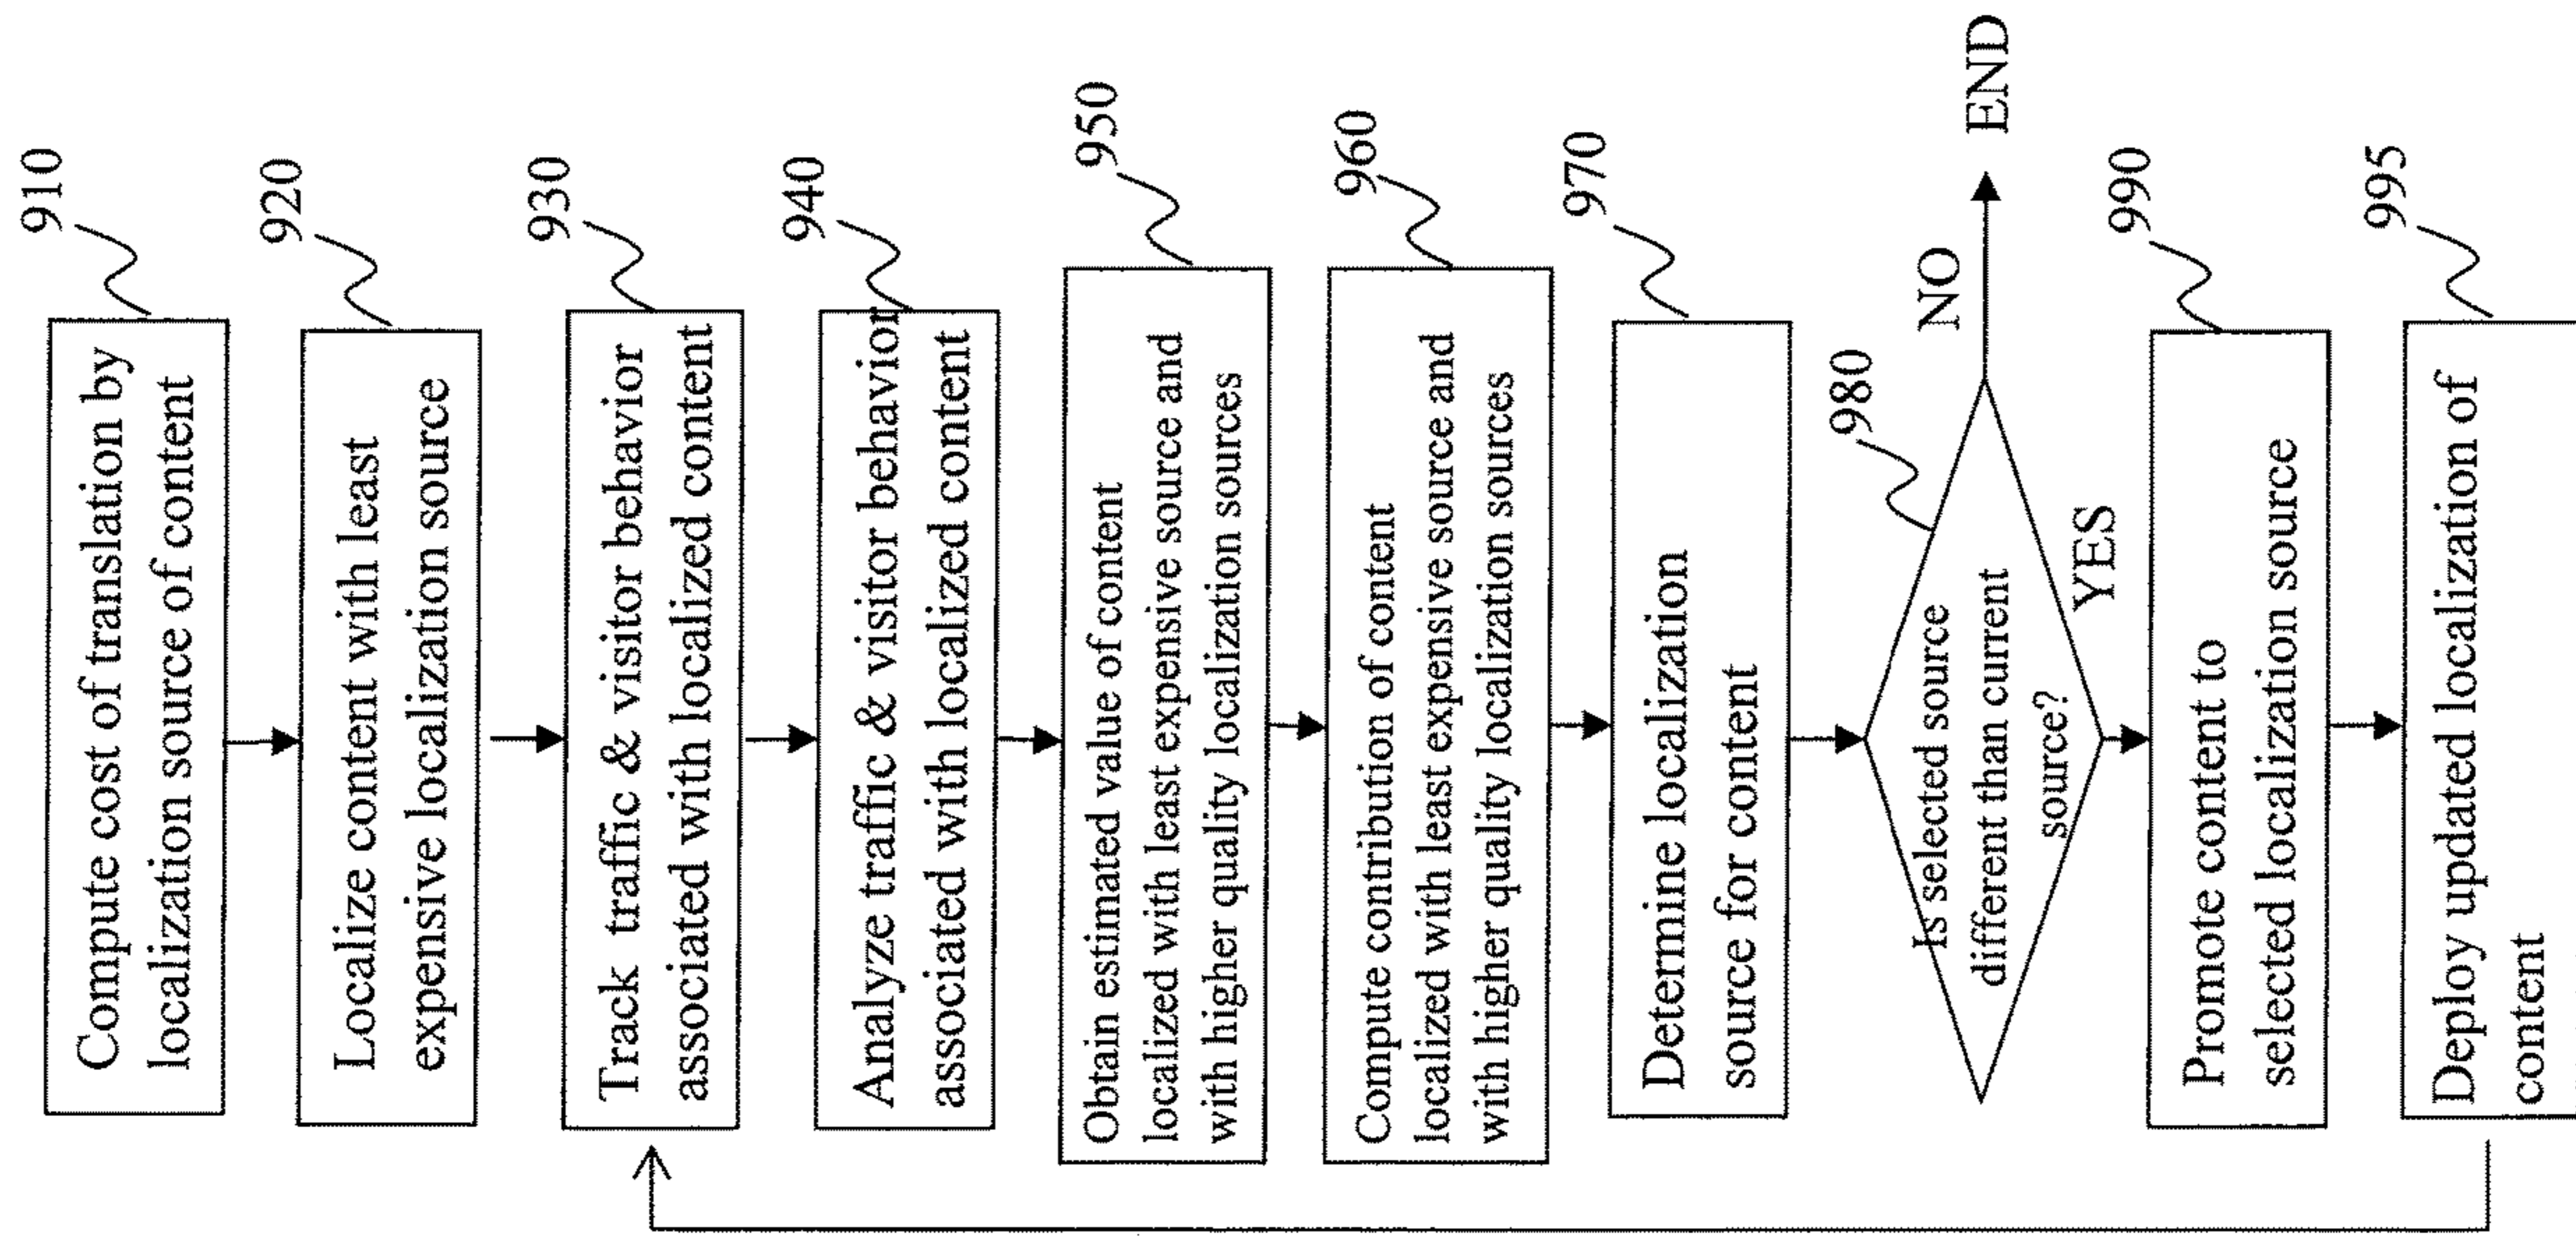 910
Compute cost of translation by
localization source of content
920
Localize content with least
expensive localization source
930
Track traffic & visitor behavior
associated with localized content
940
Analyze traffic & visitor behavior
associated with localized content
950
Obtain estimated value of content
localized with least expensive source and
with higher quality localization sources
960
Compute contribution of content
localized with least expensive source and
with higher quality localization sources
970
Determine localization
source for content
980
Is selected source
different than current
source?
NO
END
YES
990
Promote content to
selected localization source
995
Deploy updated localization of
content